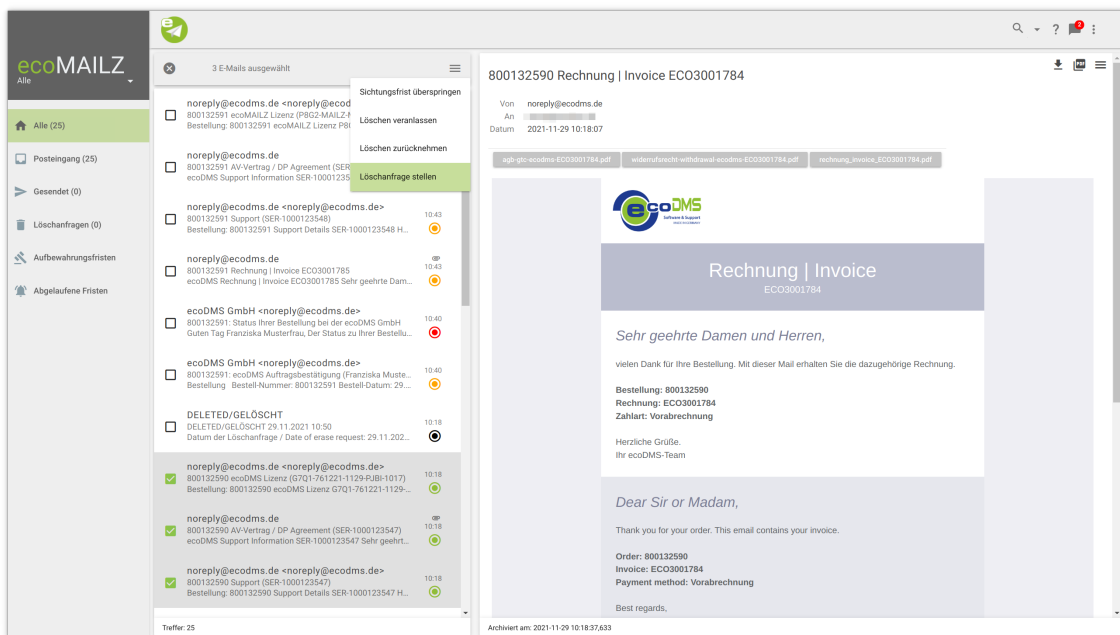 ecoMAILZ
Alle
Alle (25)
Posteingang (25)
Gesendet (0)
Löschanfragen (0)
Aufbewahrungsfristen
Abgelaufene Fristen
e
? 2
3 E-Mails ausgewählt
Sichtungsfrist überspringen
Löschen veranlassen
Löschen zurücknehmen
Löschanfrage stellen
noreply@ecodms.de <noreply@ecod
800132591 ecoMAILZ Lizenz (P8G2-MAILZ-
Bestellung: 800132591 ecoMAILZ Lizenz P8
noreply@ecodms.de
800132591 AV-Vertrag / DP Agreement (SER
ecoDMS Support Information SER-10001235
noreply@ecodms.de <noreply@ecodms.de>
800132591 Support (SER-1000123548)
Bestellung: 800132591 Support Details SER-1000123548 H...
10:43
noreply@ecodms.de
800132591 Rechnung | Invoice ECO3001785
ecoDMS Rechnung | Invoice ECO3001785 Sehr geehrte Dam...
10:43
ecoDMS GmbH <noreply@ecodms.de>
800132591: Status Ihrer Bestellung bei der ecoDMS GmbH
Guten Tag Franziska Musterfrau, Der Status zu Ihrer Bestellu...
10:40
ecoDMS GmbH <noreply@ecodms.de>
800132591: ecoDMS Auftragsbestätigung (Franziska Muste...
Bestellung Bestell-Nummer: 800132591 Bestell-Datum: 29....
10:40
DELETED/GELÖSCHT
DELETED/GELÖSCHT 29.11.2021 10:50
Datum der Löschanfrage / Date of erase request: 29.11.202...
10:18
noreply@ecodms.de <noreply@ecodms.de>
800132590 ecoDMS Lizenz (G7Q1-761221-1129-PJBI-1017)
Bestellung: 800132590 ecoDMS Lizenz G7Q1-761221-1129-...
10:18
noreply@ecodms.de
800132590 AV-Vertrag / DP Agreement (SER-1000123547)
ecoDMS Support Information SER-1000123547 Sehr geehrt...
10:18
noreply@ecodms.de <noreply@ecodms.de>
800132590 Support (SER-1000123547)
Bestellung: 800132590 Support Details SER-1000123547 H...
10:18
Treffer: 25
800132590 Rechnung | Invoice ECO3001784
PDF
Von noreply@ecodms.de
An
Datum 2021-11-29 10:18:07
agb-gtc-ecodms-ECO3001784.pdf
widerrufsrecht-withdrawal-ecodms-ECO3001784.pdf
rechnung_invoice_ECO3001784.pdf
ecoDMS
Software & Support
Rechnung | Invoice
ECO3001784
Sehr geehrte Damen und Herren,
vielen Dank für Ihre Bestellung. Mit dieser Mail erhalten Sie die dazugehörige Rechnung.
Bestellung: 800132590
Rechnung: ECO3001784
Zahlart: Vorabrechnung
Herzliche Grüße.
Ihr ecoDMS-Team
Dear Sir or Madam,
Thank you for your order. This email contains your invoice.
Order: 800132590
Invoice: ECO3001784
Payment method: Vorabrechnung
Best regards,
Archiviert am: 2021-11-29 10:18:37,633